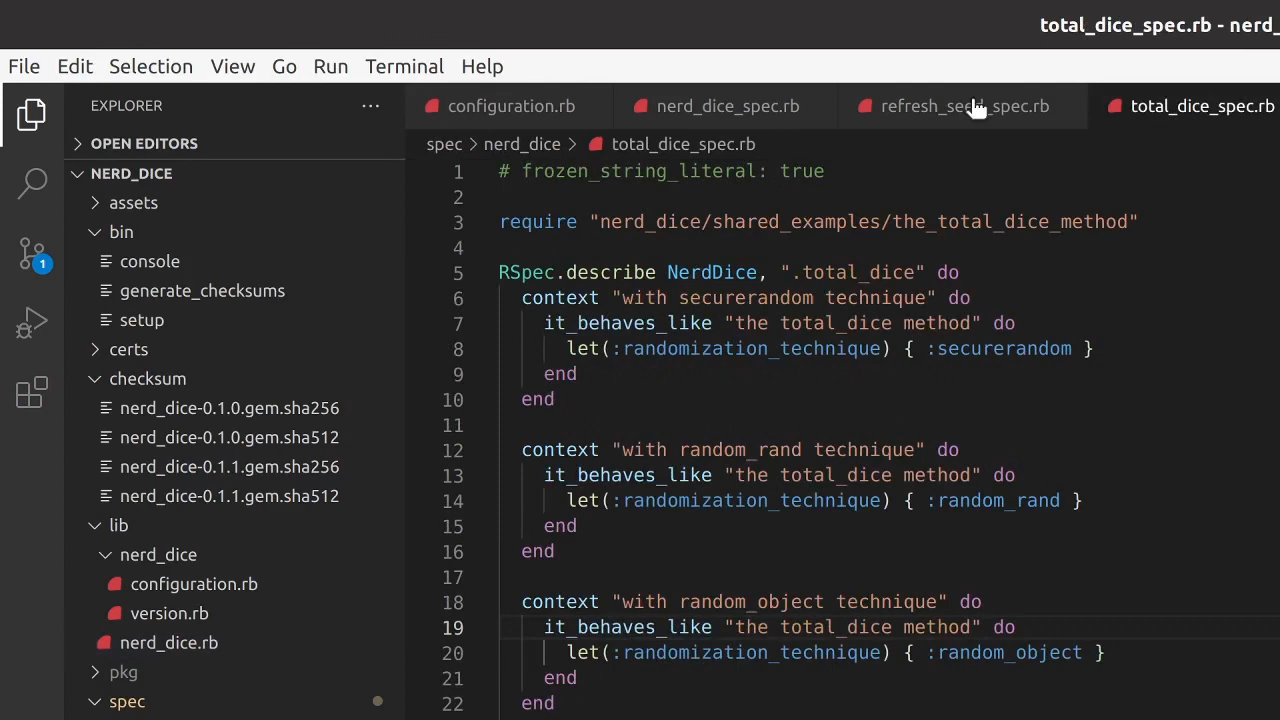 total_dice_spec.rb - nerd_
File Edit Selection View Go Run Terminal Help
EXPLORER
OPEN EDITORS
NERD_DICE
assets
bin
console
generate_checksums
setup
certs
checksum
nerd_dice-0.1.0.gem.sha256
nerd_dice-0.1.0.gem.sha512
nerd_dice-0.1.1.gem.sha256
nerd_dice-0.1.1.gem.sha512
lib
nerd_dice
configuration.rb
version.rb
nerd_dice.rb
pkg
spec
1
configuration.rb nerd_dice_spec.rb refresh_seed_spec.rb total_dice_spec.rb
spec > nerd_dice > total_dice_spec.rb
1 # frozen_string_literal: true
2
3 require "nerd_dice/shared_examples/the_total_dice_method"
4
5 RSpec.describe NerdDice, ".total_dice" do
6 context "with securerandom technique" do
7 it_behaves_like "the total_dice method" do
8 let(:randomization_technique) { :securerandom }
9 end
10 end
11
12 context "with random_rand technique" do
13 it_behaves_like "the total_dice method" do
14 let(:randomization_technique) { :random_rand }
15 end
16 end
17
18 context "with random_object technique" do
19 it_behaves_like "the total_dice method" do
20 let(:randomization_technique) { :random_object }
21 end
22 end